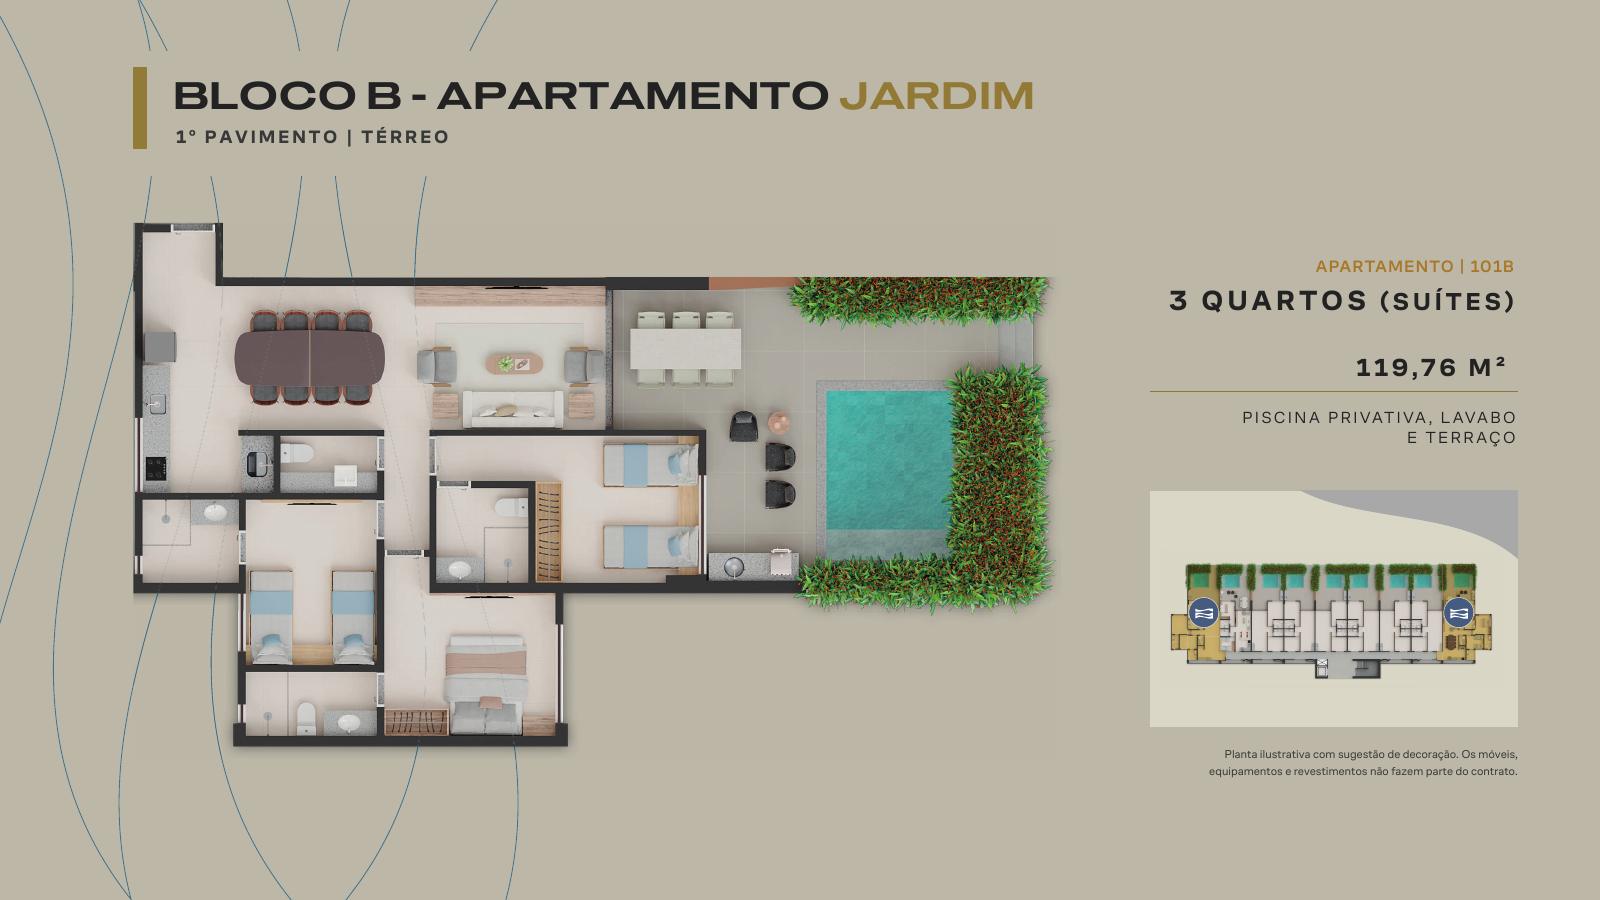 BLOCO B - APARTAMENTO JARDIM
1º PAVIMENTO | TÉRREO
APARTAMENTO | 101B
3 QUARTOS (SUÍTES)
119,76 M²
PISCINA PRIVATIVA, LAVABO
E TERRAÇO
Planta ilustrativa com sugestão de decoração. Os móveis,
equipamentos e revestimentos não fazem parte do contrato.